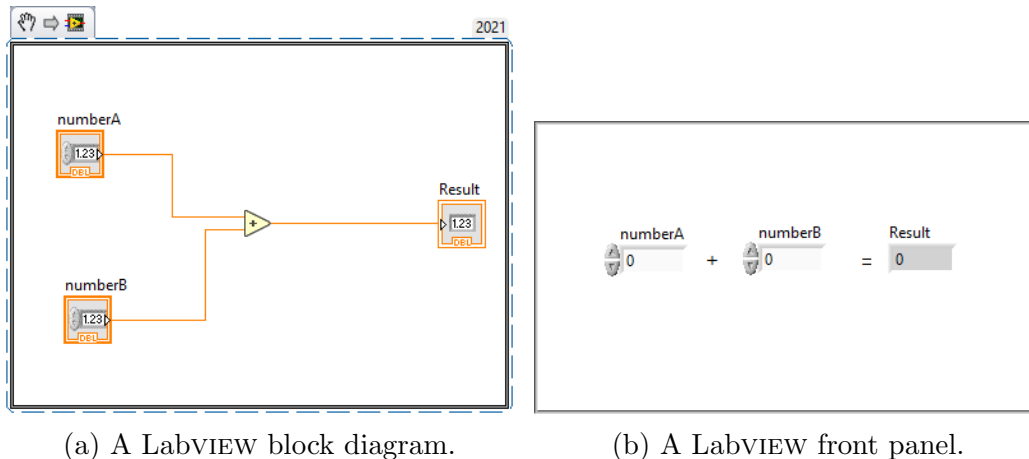 2021
numberA
1.23
DBL
+
Result
1.23
DBL
numberB
1.23
DBL
numberA
0
+
numberB
0
=
Result
0
(a) A LABVIEW block diagram.
(b) A LABVIEW front panel.